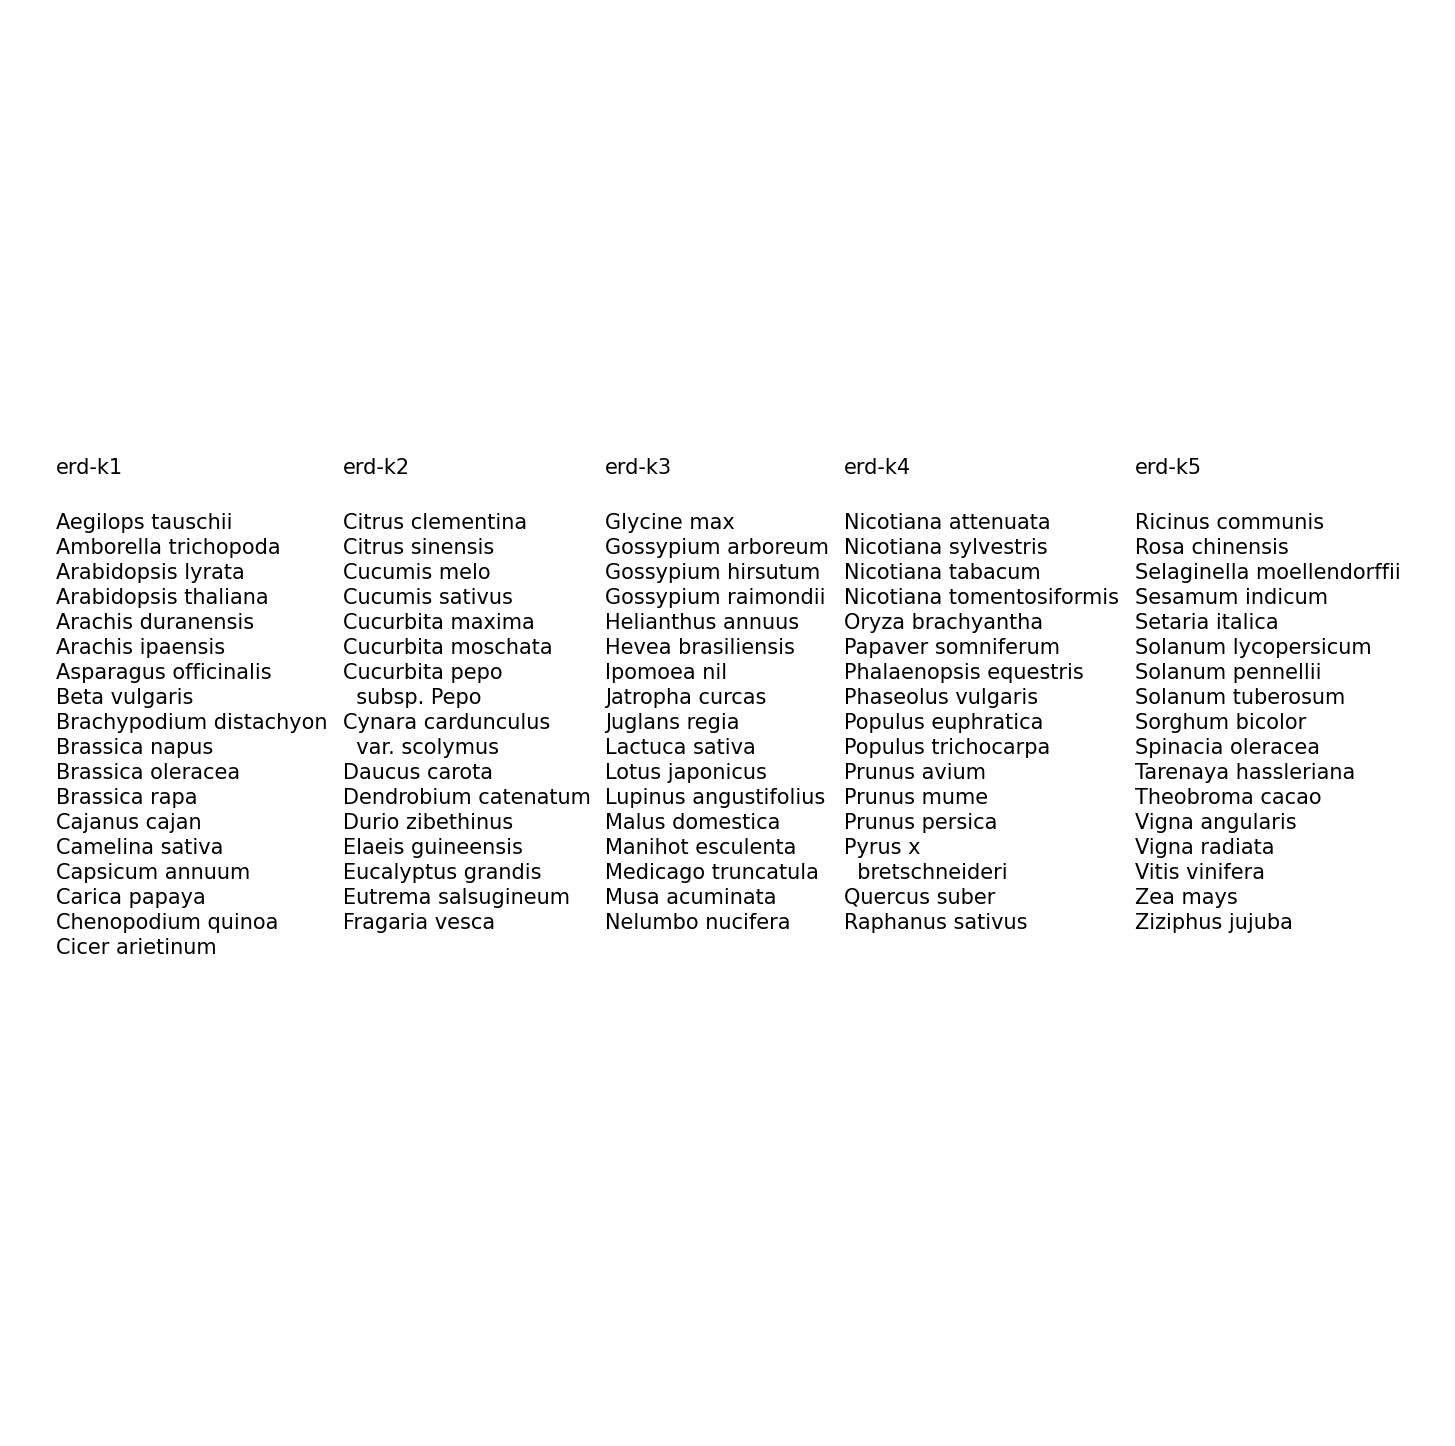 erd-k1
Aegilops tauschii
Amborella trichopoda
Arabidopsis lyrata
Arabidopsis thaliana
Arachis duranensis
Arachis ipaensis
Asparagus officinalis
Beta vulgaris
Brachypodium distachyon
Brassica napus
Brassica oleracea
Brassica rapa
Cajanus cajan
Camelina sativa
Capsicum annuum
Carica papaya
Chenopodium quinoa
Cicer arietinum
erd-k2
Citrus clementina
Citrus sinensis
Cucumis melo
Cucumis sativus
Cucurbita maxima
Cucurbita moschata
Cucurbita pepo
subsp. Pepo
Cynara cardunculus
var. scolymus
Daucus carota
Dendrobium catenatum
Durio zibethinus
Elaeis guineensis
Eucalyptus grandis
Eutrema salsugineum
Fragaria vesca
erd-k3
Glycine max
Gossypium arboreum
Gossypium hirsutum
Gossypium raimondii
Helianthus annuus
Hevea brasiliensis
Ipomoea nil
Jatropha curcas
Juglans regia
Lactuca sativa
Lotus japonicus
Lupinus angustifolius
Malus domestica
Manihot esculenta
Medicago truncatula
Musa acuminata
Nelumbo nucifera
erd-k4
Nicotiana attenuata
Nicotiana sylvestris
Nicotiana tabacum
Nicotiana tomentosiformis
Oryza brachyantha
Papaver somniferum
Phalaenopsis equestris
Phaseolus vulgaris
Populus euphratica
Populus trichocarpa
Prunus avium
Prunus mume
Prunus persica
Pyrus x
bretschneideri
Quercus suber
Raphanus sativus
erd-k5
Ricinus communis
Rosa chinensis
Selaginella moellendorffii
Sesamum indicum
Setaria italica
Solanum lycopersicum
Solanum pennellii
Solanum tuberosum
Sorghum bicolor
Spinacia oleracea
Tarenaya hassleriana
Theobroma cacao
Vigna angularis
Vigna radiata
Vitis vinifera
Zea mays
Ziziphus jujuba